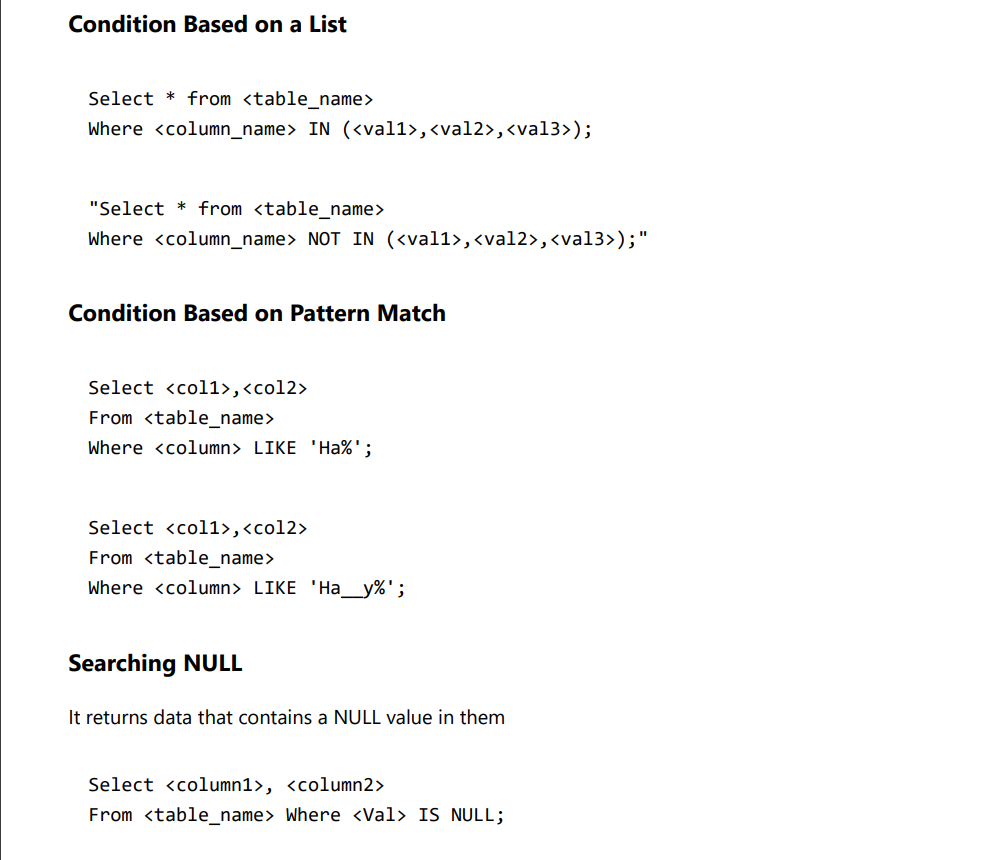 Condition Based on a List
Select * from <table_name>
Where <column_name> IN (<val1>,<val2>,<val3>);
"Select * from <table_name>
Where <column_name> NOT IN (<val1>,<val2>,<val3>);"
Condition Based on Pattern Match
Select <col1>,<col2>
From <table_name>
Where <column> LIKE 'Ha%';
Select <col1>,<col2>
From <table_name>
Where <column> LIKE 'Ha__y%';
Searching NULL
It returns data that contains a NULL value in them
Select <column1>, <column2>
From <table_name> Where <Val> IS NULL;